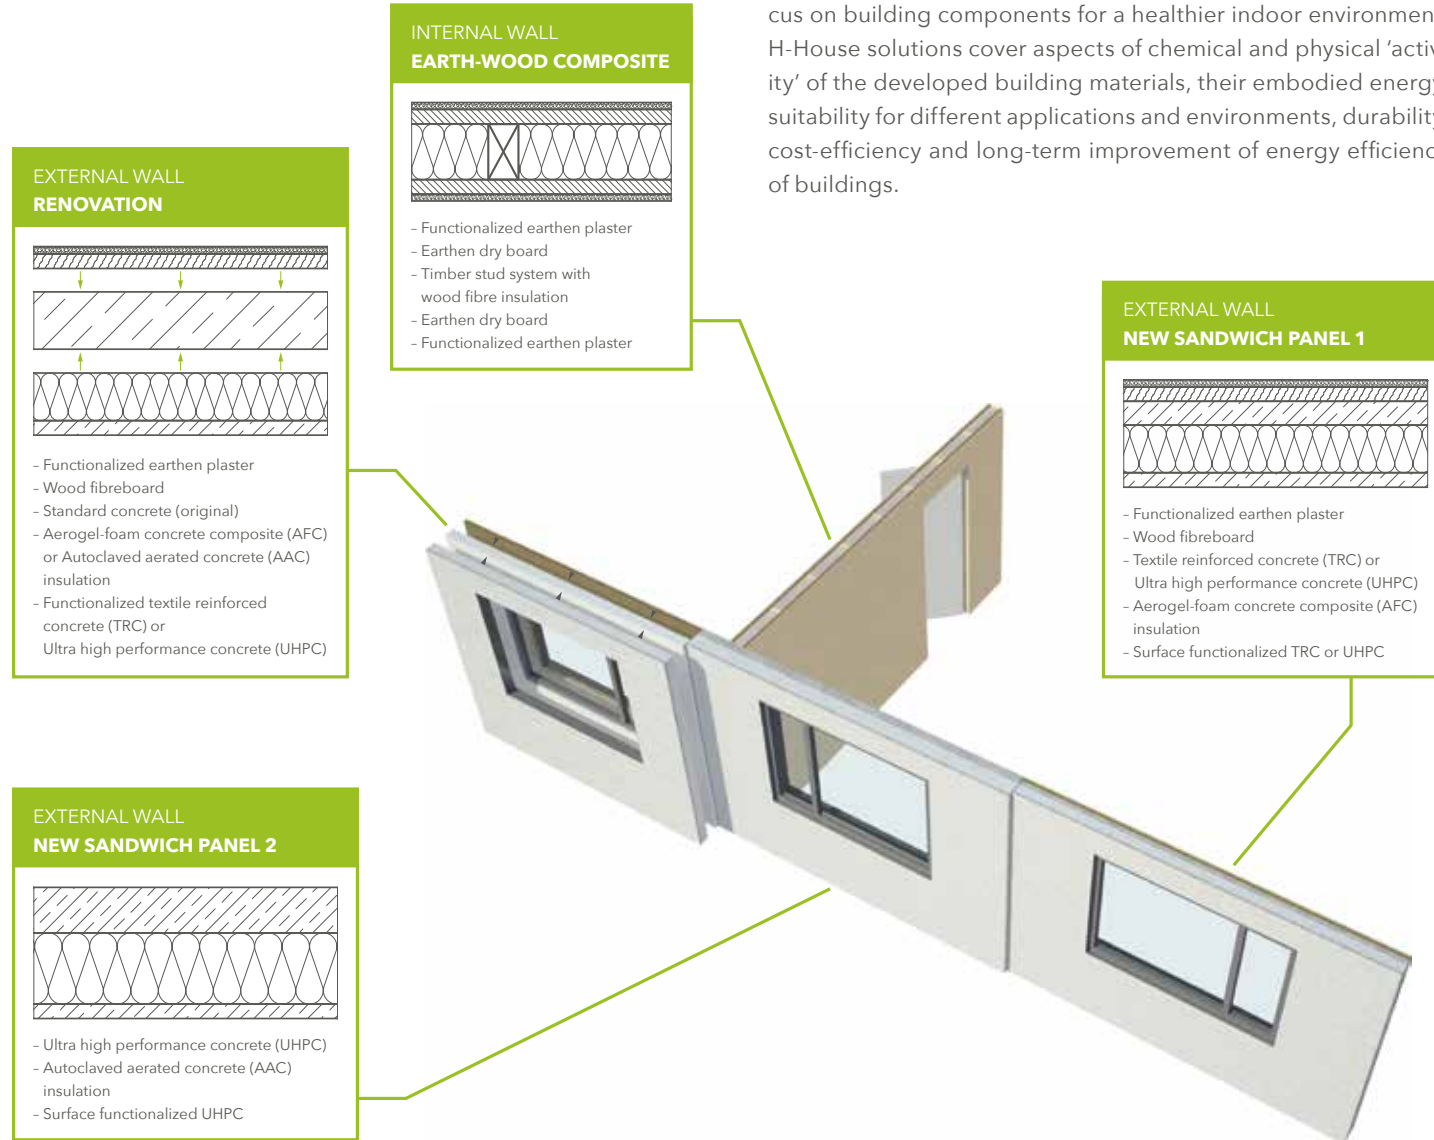 cus on building components for a healthier indoor environmen
H-House solutions cover aspects of chemical and physical ‘activ
ity’ of the developed building materials, their embodied energy
suitability for different applications and environments, durability
cost-efficiency and long-term improvement of energy efficienc
of buildings.
INTERNAL WALL
EARTH-WOOD COMPOSITE
– Functionalized earthen plaster
– Earthen dry board
– Timber stud system with
wood fibre insulation
– Earthen dry board
– Functionalized earthen plaster
EXTERNAL WALL
RENOVATION
– Functionalized earthen plaster
– Wood fibreboard
– Standard concrete (original)
– Aerogel-foam concrete composite (AFC)
or Autoclaved aerated concrete (AAC)
insulation
– Functionalized textile reinforced
concrete (TRC) or
Ultra high performance concrete (UHPC)
EXTERNAL WALL
NEW SANDWICH PANEL 1
– Functionalized earthen plaster
– Wood fibreboard
– Textile reinforced concrete (TRC) or
Ultra high performance concrete (UHPC)
– Aerogel-foam concrete composite (AFC)
insulation
– Surface functionalized TRC or UHPC
EXTERNAL WALL
NEW SANDWICH PANEL 2
– Ultra high performance concrete (UHPC)
– Autoclaved aerated concrete (AAC)
insulation
– Surface functionalized UHPC